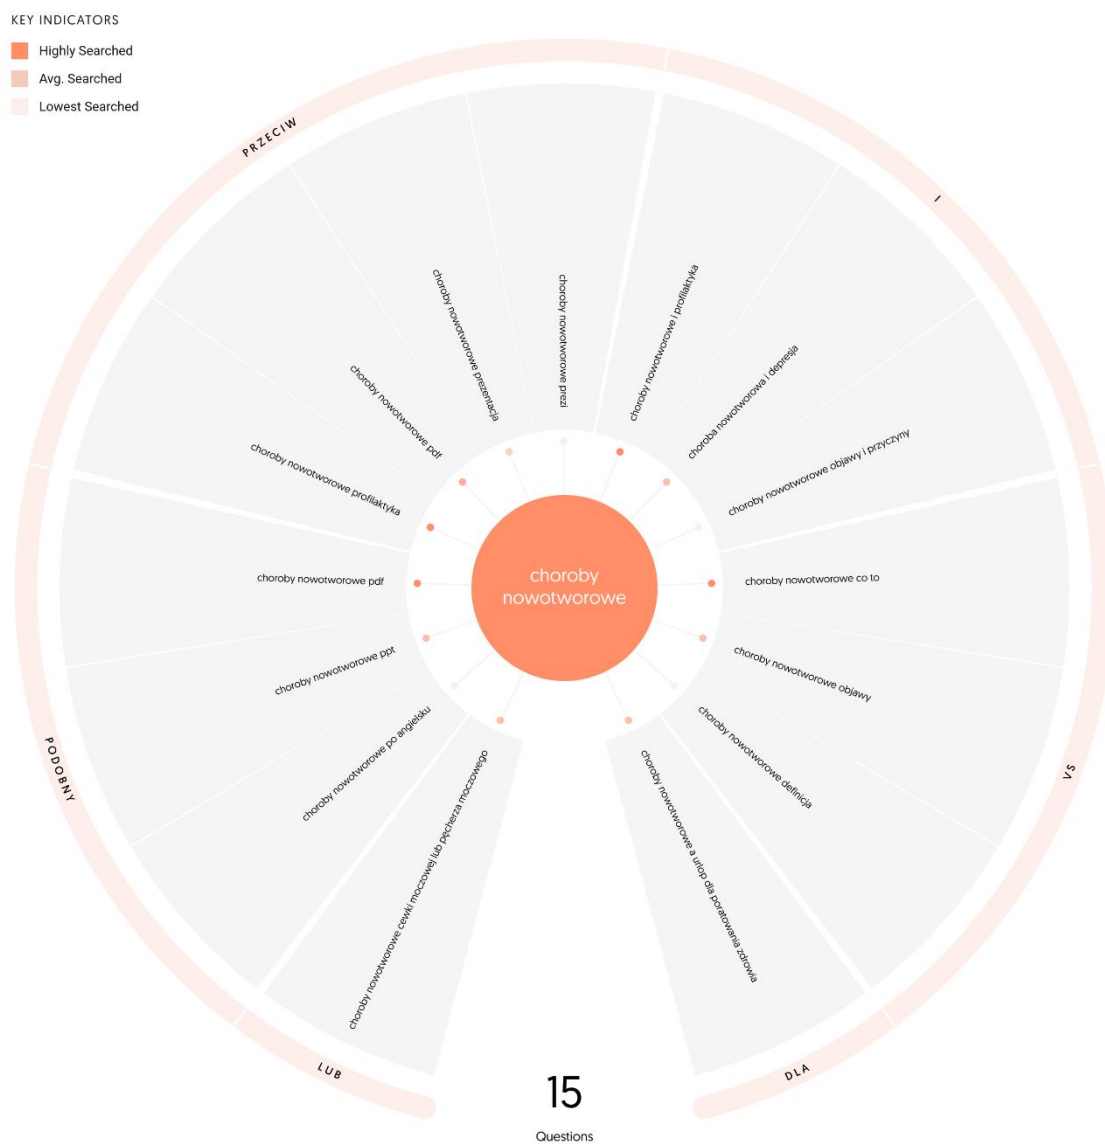 KEY INDICATORS
Highly Searched
Avg. Searched
Lowest Searched
PRZECIW
choroby nowotworowe profilaktyka
choroby nowotworowe pdf
choroby nowotworowe prezentacja
choroby nowotworowe prezi
I
choroby nowotworowe i profilaktyka
choroba nowotworowa i depresja
choroby nowotworowe objawy i przyczyny
VS
choroby nowotworowe co to
choroby nowotworowe objawy
choroby nowotworowe definicja
DLA
choroby nowotworowe a urlop dla poratowania zdrowia
LUB
choroby nowotworowe cewki moczowej lub pęcherza moczowego
PODOBNY
choroby nowotworowe po angielsku
choroby nowotworowe ppt
choroby nowotworowe pdf
choroby
nowotworowe
15
Questions